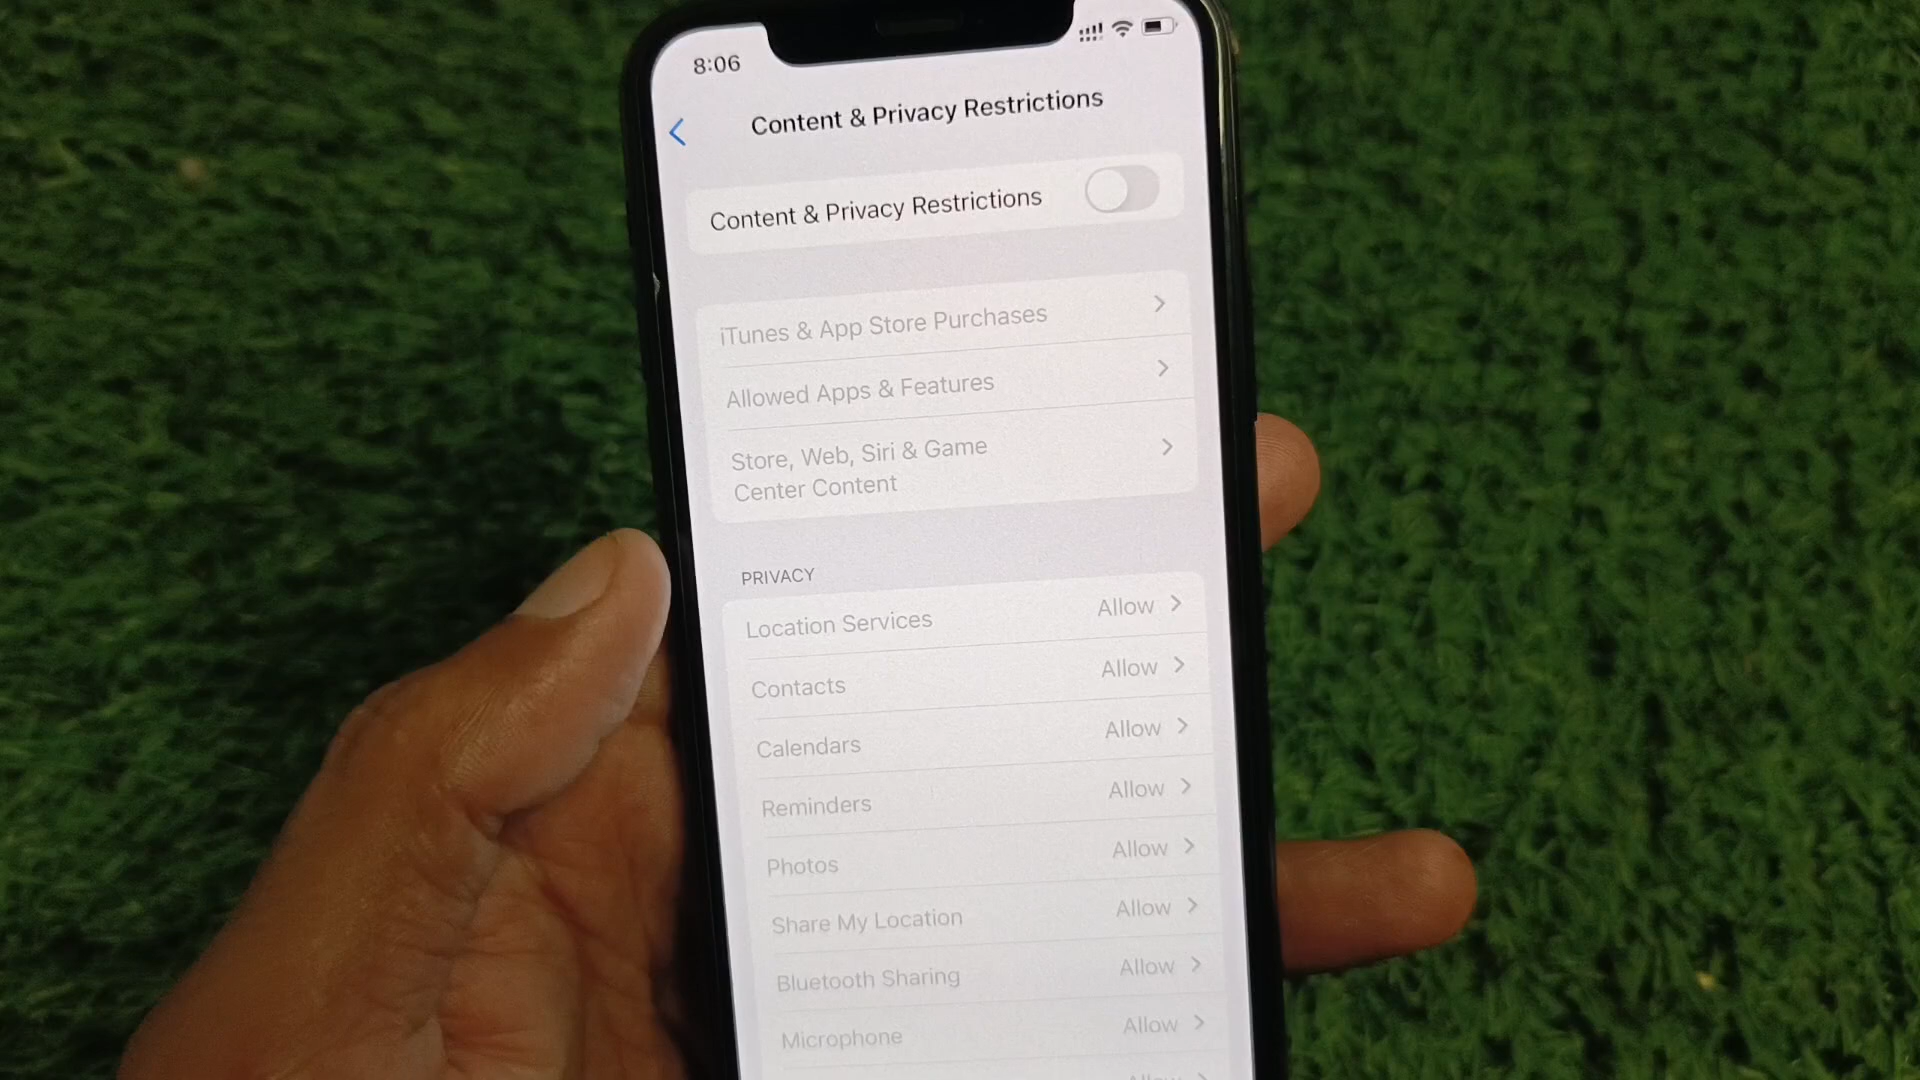 8:06
Content & Privacy Restrictions
Content & Privacy Restrictions
iTunes & App Store Purchases
Allowed Apps & Features
Store, Web, Siri & Game
Center Content
PRIVACY
Location Services Allow
Contacts Allow
Calendars Allow
Reminders Allow
Photos Allow
Share My Location Allow
Bluetooth Sharing Allow
Microphone Allow